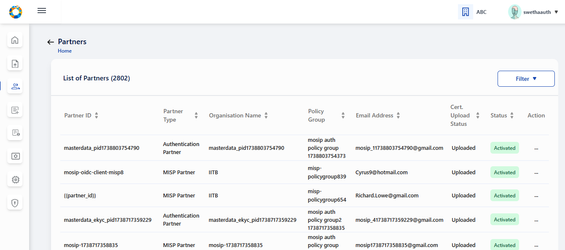 ABC
swethaauth
Partners
Home
List of Partners (2802)
Filter
Partner ID
Partner Type
Organisation Name
Policy Group
Email Address
Cert. Upload Status
Status
Action
masterdata_pid1738803754790
Authentication Partner
masterdata_pid1738803754790
mosip auth policy group 1738803754373
mosip_11738803754790@gmail.com
Uploaded
Activated
...
mosip-oidc-client-misp8
MISP Partner
IITB
misp-policygroup839
Cyrus9@hotmail.com
Uploaded
Activated
...
{{partner_id}}
MISP Partner
IITB
misp-policygroup654
Richard.Lowe@gmail.com
Uploaded
Activated
...
masterdata_ekyc_pid1738717359229
Authentication Partner
masterdata_ekyc_pid1738717359229
mosip auth policy group2 1738717358835
mosip_41738717359229@gmail.com
Uploaded
Activated
...
mosip-1738717358835
MISP Partner
mosip-1738717358835
mosip auth policy group
mosip1738717358835@gmail.com
Uploaded
Activated
...